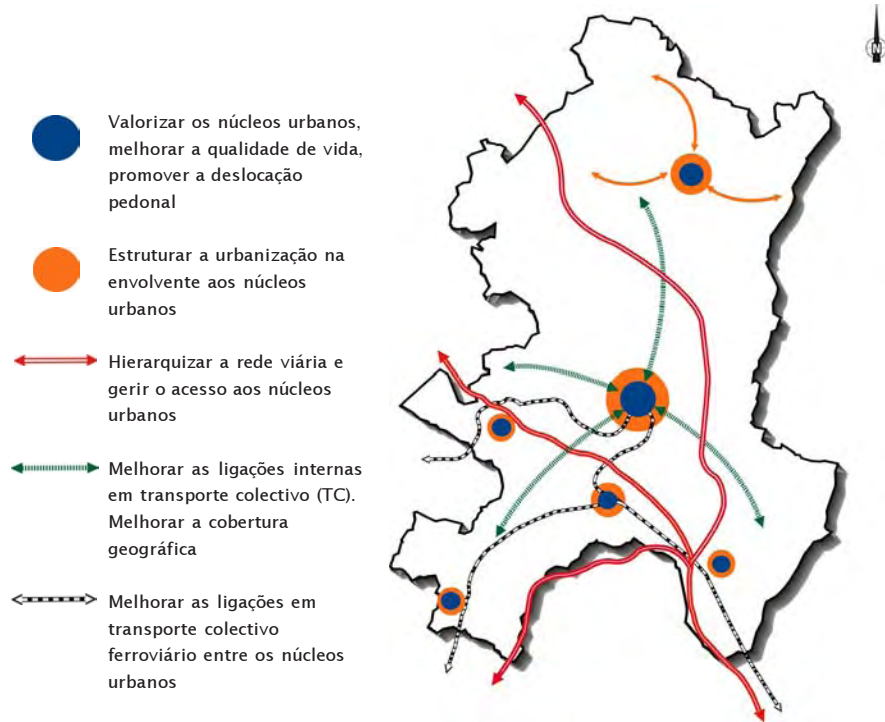 N
Valorizar os núcleos urbanos,
melhorar a qualidade de vida,
promover a deslocação
pedonal
Estruturar a urbanização na
envolvente aos núcleos
urbanos
Hierarquizar a rede viária e
gerir o acesso aos núcleos
urbanos
Melhorar as ligações internas
em transporte colectivo (TC).
Melhorar a cobertura
geográfica
Melhorar as ligações em
transporte colectivo
ferroviário entre os núcleos
urbanos